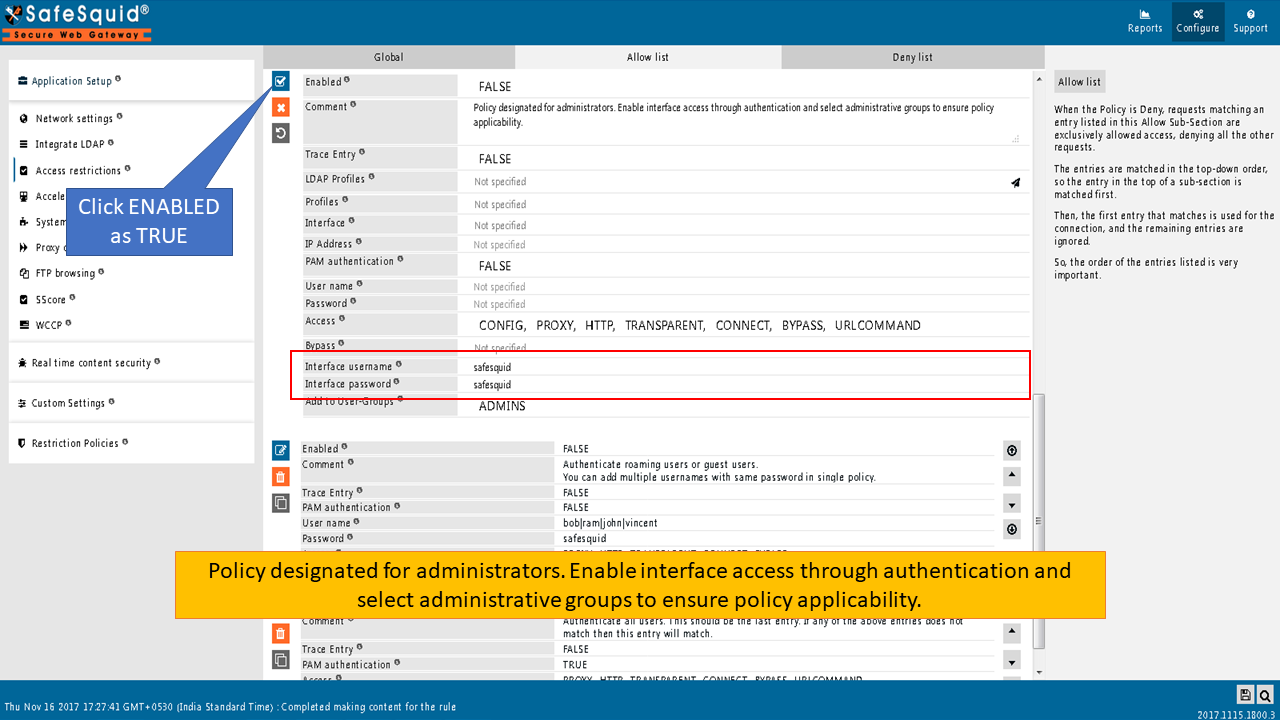 SafeSquid®
Secure Web Gateway
Reports
Configure
Support
Application Setup
Network settings
Integrate LDAP
Access restrictions
Accele
System
Proxy
FTP browsing
SScore
WCCP
Real time content security
Custom Settings
Restriction Policies
Click ENABLED
as TRUE
Global
Allow list
Deny list
Enabled
FALSE
Comment
Policy designated for administrators. Enable interface access through authentication and select administrative groups to ensure policy
applicability.
Trace Entry
FALSE
LDAP Profiles
Not specified
Profiles
Not specified
Interface
Not specified
IP Address
Not specified
PAM authentication
FALSE
User name
Not specified
Password
Not specified
Access
CONFIG, PROXY, HTTP, TRANSPARENT, CONNECT, BYPASS, URLCOMMAND
Bypass
Not specified
Interface username
safesquid
Interface password
safesquid
Add to User-Groups
ADMINS
Enabled
FALSE
Comment
Authenticate roaming users or guest users.
You can add multiple usernames with same password in single policy.
Trace Entry
FALSE
PAM authentication
FALSE
User name
bob|ram|john|vincent
Password
safesquid
Policy designated for administrators. Enable interface access through authentication and
select administrative groups to ensure policy applicability.
Comment
Authenticate all users. This should be the last entry. If any of the above entries does not
match then this entry will match.
Trace Entry
FALSE
PAM authentication
TRUE
Access
PROXY, HTTP, TRANSPARENT, CONNECT, BYPASS, URLCOMMAND
Allow list
When the Policy is Deny, requests matching an
entry listed in this Allow Sub-Section are
exclusively allowed access, denying all the other
requests.
The entries are matched in the top-down order,
so the entry in the top of a sub-section is
matched first.
Then, the first entry that matches is used for the
connection, and the remaining entries are
ignored.
So, the order of the entries listed is very
important.
Thu Nov 16 2017 17:27:41 GMT+0530 (India Standard Time) : Completed making content for the rule
2017.1115.1800.3